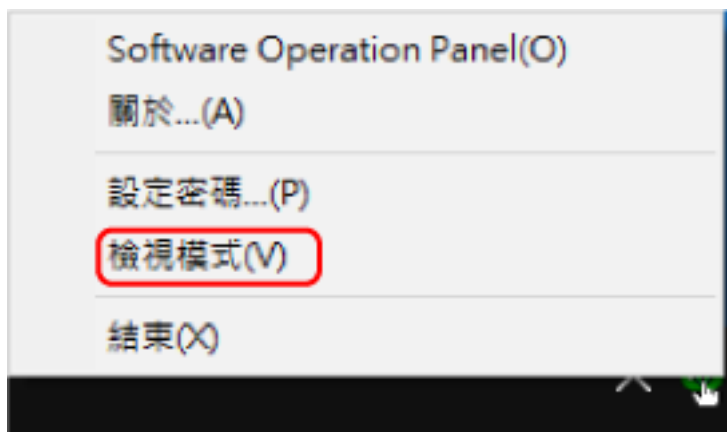 Software Operation Panel(O)
關於...(A)
設定密碼...(P)
檢視模式(V)
結束(X)